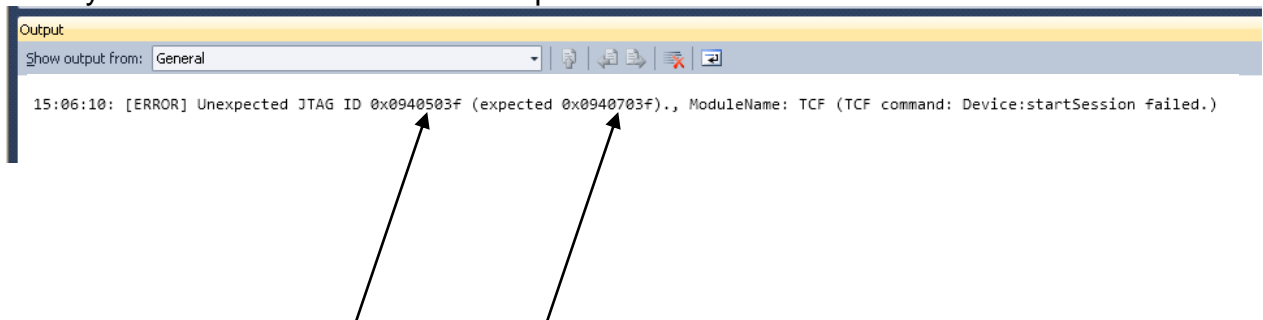 Output
Show output from: General
15:06:10: [ERROR] Unexpected JTAG ID 0x0940503f (expected 0x0940703f)., ModuleName: TCF (TCF command: Device:startSession failed.)